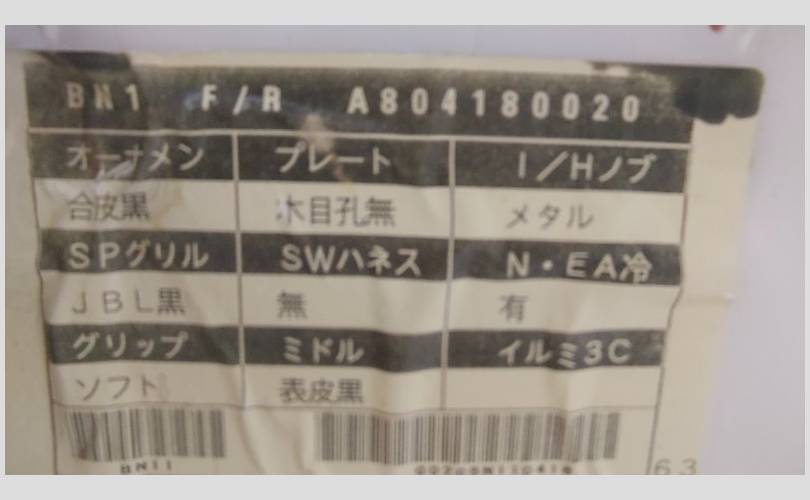 BN1 F/R A804180020
オーナメン プレート I/Hノブ
合皮黒 木目孔無 メタル
SPグリル SWハネス N・EA冷
JBL黒 無 有
グリップ ミドル イルミ3C
ソフト 表皮黒
BN11
63